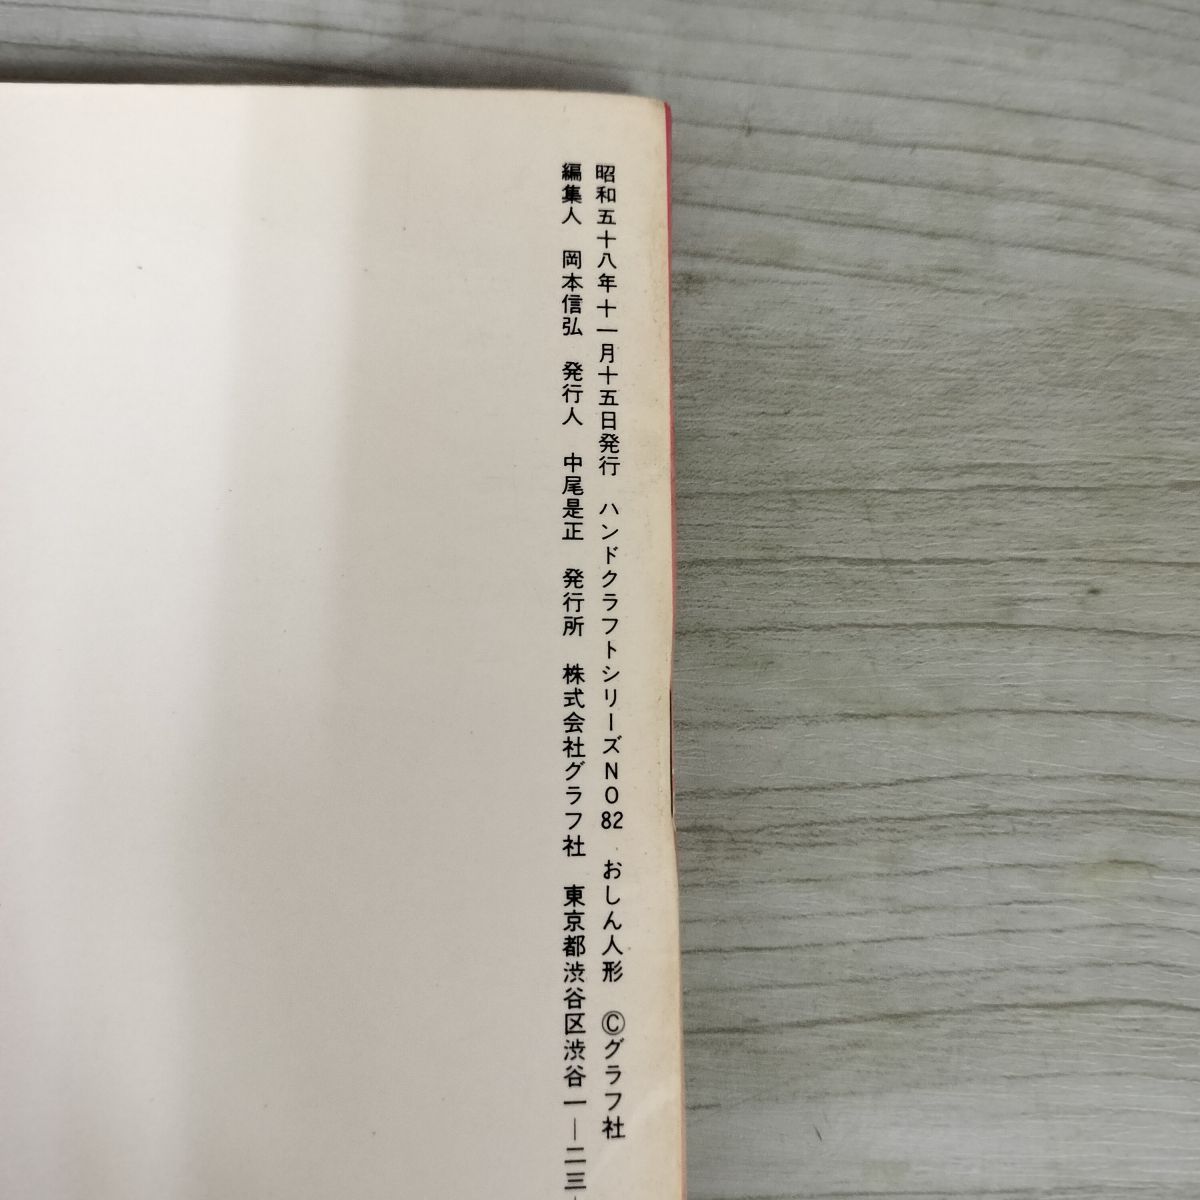 昭和五十八年十一月十五日発行 ハンドクラフトシリーズNO82 おしん人形 ©グラフ社
編集人 岡本信弘 発行人 中尾是正 発行所 株式会社グラフ社 東京都渋谷区渋谷一―二三